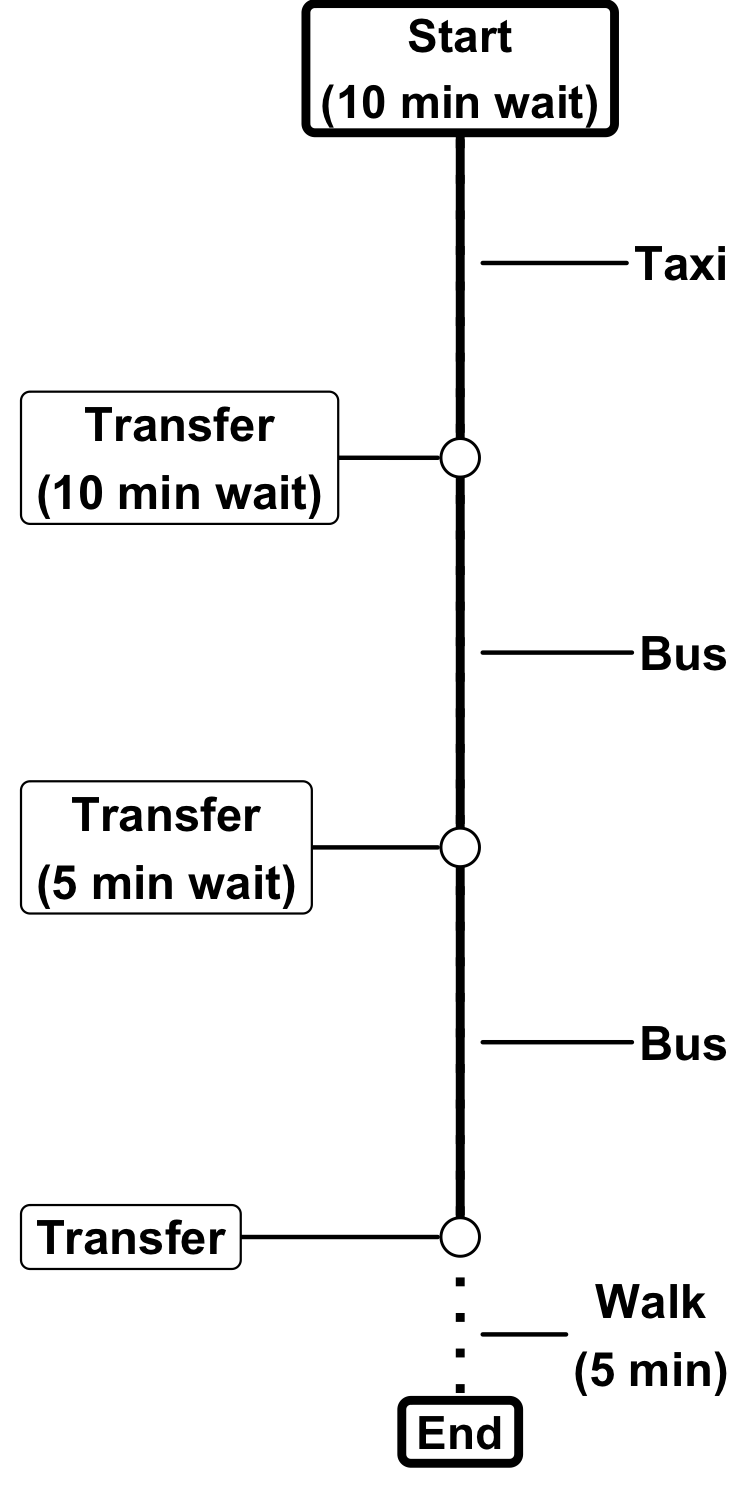 Start
(10 min wait)
Taxi
Transfer
(10 min wait)
Bus
Transfer
(5 min wait)
Bus
Transfer
Walk
(5 min)
End